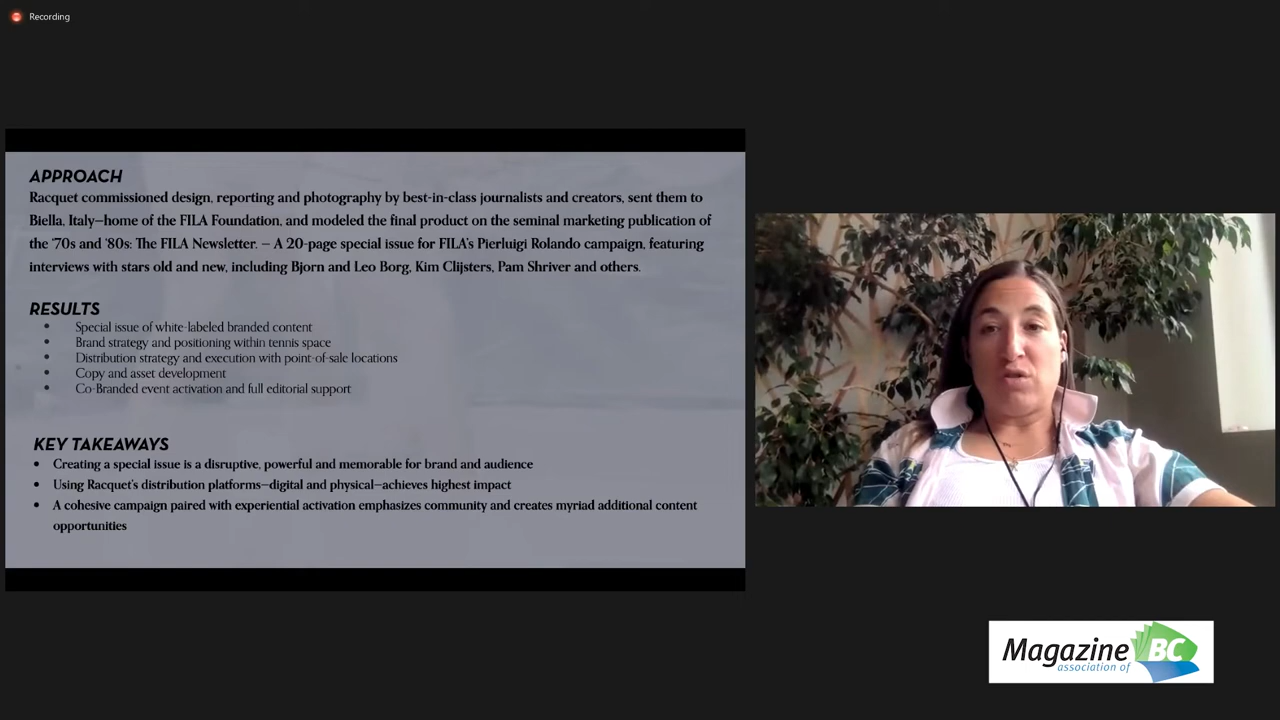 Recording
APPROACH
Racquet commissioned design, reporting and photography by best-in-class journalists and creators, sent them to
Biella, Italy—home of the FILA Foundation, and modeled the final product on the seminal marketing publication of
the '70s and '80s: The FILA Newsletter. — A 20-page special issue for FILA's Pierluigi Rolando campaign, featuring
interviews with stars old and new, including Bjorn and Leo Borg, Kim Clijsters, Pam Shriver and others.
RESULTS
• Special issue of white-labeled branded content
• Brand strategy and positioning within tennis space
• Distribution strategy and execution with point-of-sale locations
• Copy and asset development
• Co-Branded event activation and full editorial support
KEY TAKEAWAYS
• Creating a special issue is a disruptive, powerful and memorable for brand and audience
• Using Racquet's distribution platforms—digital and physical—achieves highest impact
• A cohesive campaign paired with experiential activation emphasizes community and creates myriad additional content
opportunities
Magazine BC
association of